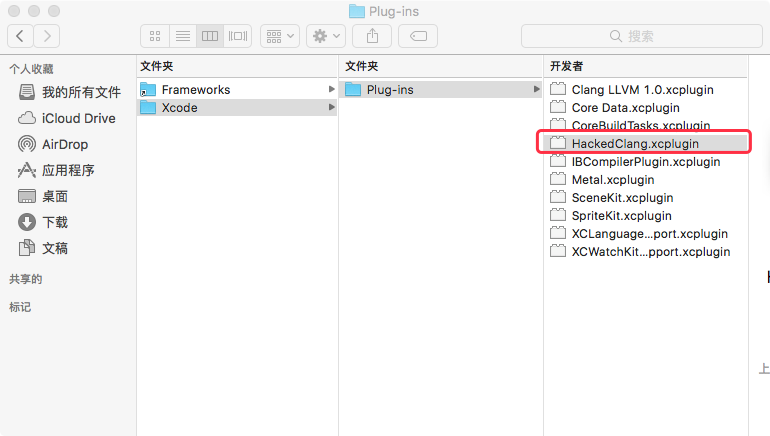 Plug-ins
搜索
个人收藏
我的所有文件
iCloud Drive
AirDrop
应用程序
桌面
下载
文稿
共享的
标记
文件夹
Frameworks
Xcode
文件夹
Plug-ins
开发者
Clang LLVM 1.0.xcplugin
Core Data.xcplugin
CoreBuildTasks.xcplugin
HackedClang.xcplugin
IBCompilerPlugin.xcplugin
Metal.xcplugin
SceneKit.xcplugin
SpriteKit.xcplugin
XCLanguage...port.xcplugin
XCWatchKit...pport.xcplugin
上